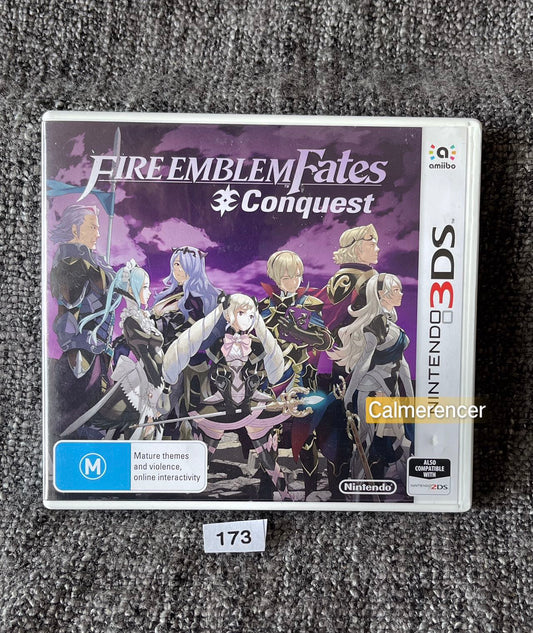 FIRE EMBLEM Fates
Conquest
amiibo
NINTENDO 3DS
Calmerencer
M
Mature themes
and violence,
online interactivity
Nintendo
ALSO
COMPATIBLE
WITH
NINTENDO 2DS
173